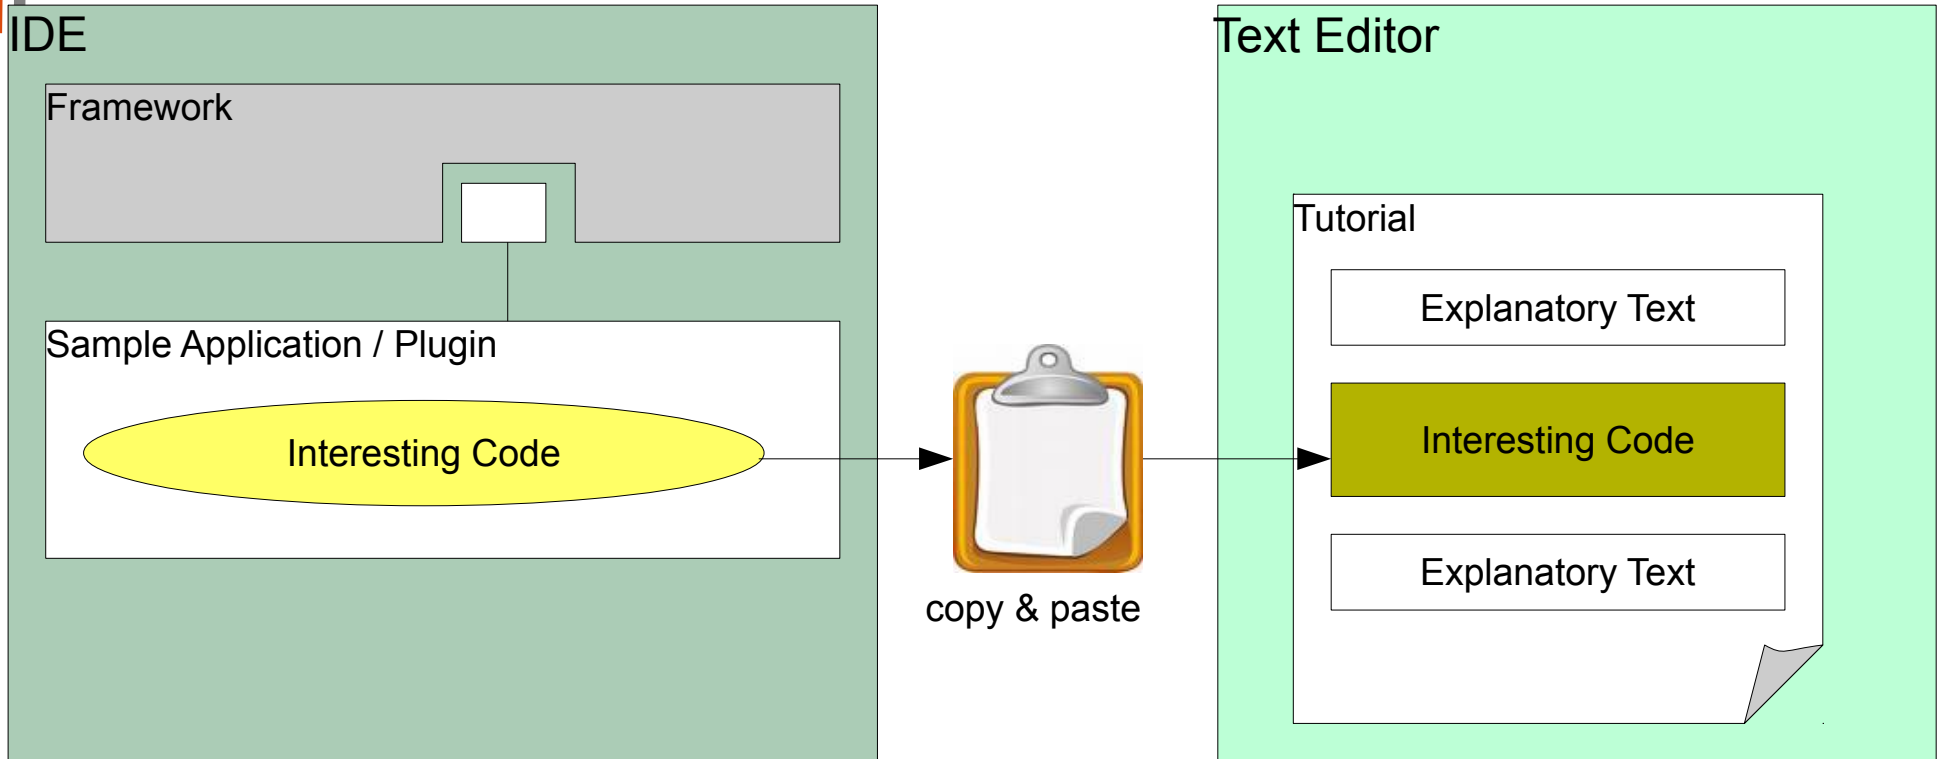 IDE
Framework
Sample Application / Plugin
Interesting Code
copy & paste
Text Editor
Tutorial
Explanatory Text
Interesting Code
Explanatory Text